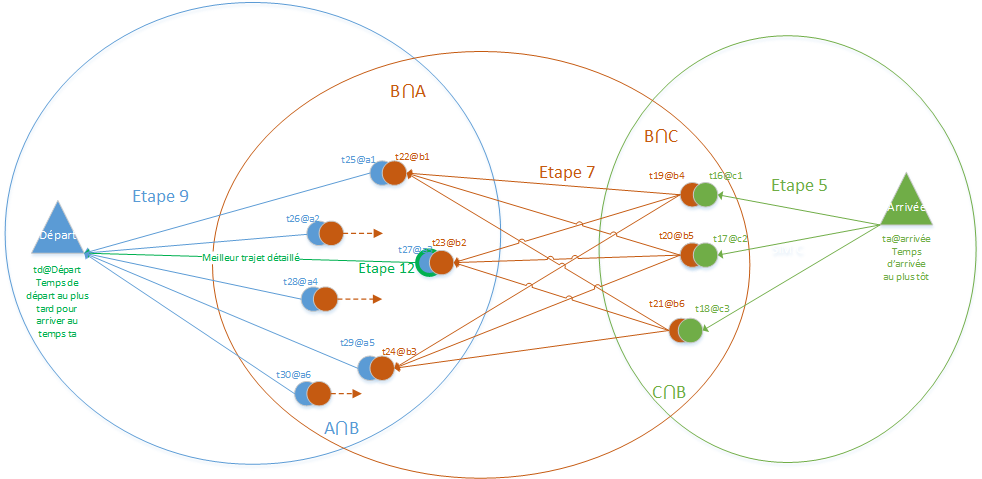 B⋂A
B⋂C
t25@a1
t22@b1
Etape 7
t19@b4
t16@c1
Etape 5
Etape 9
Arrivée
Départ
t26@a2
t23@b2
t20@b5
t17@c2
ta@arrivée
Temps
d'arrivée
au plus tôt
Meilleur trajet détaillé
Etape 12
td@Départ
Temps de
départ au plus
tard pour
arriver au
temps ta
t28@a4
t21@b6
t18@c3
t29@a5
t24@b3
t30@a6
C⋂B
A⋂B